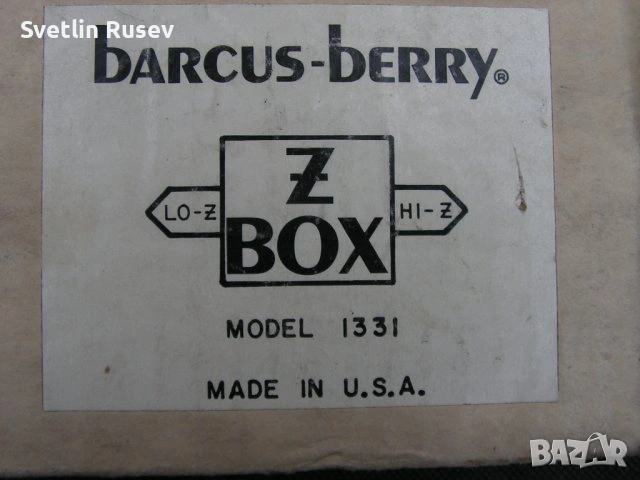 Svetlin Rusev
barcus-berry®
Z
LO-Z HI-Z
BOX
MODEL 1331
MADE IN U.S.A.
BAZAR